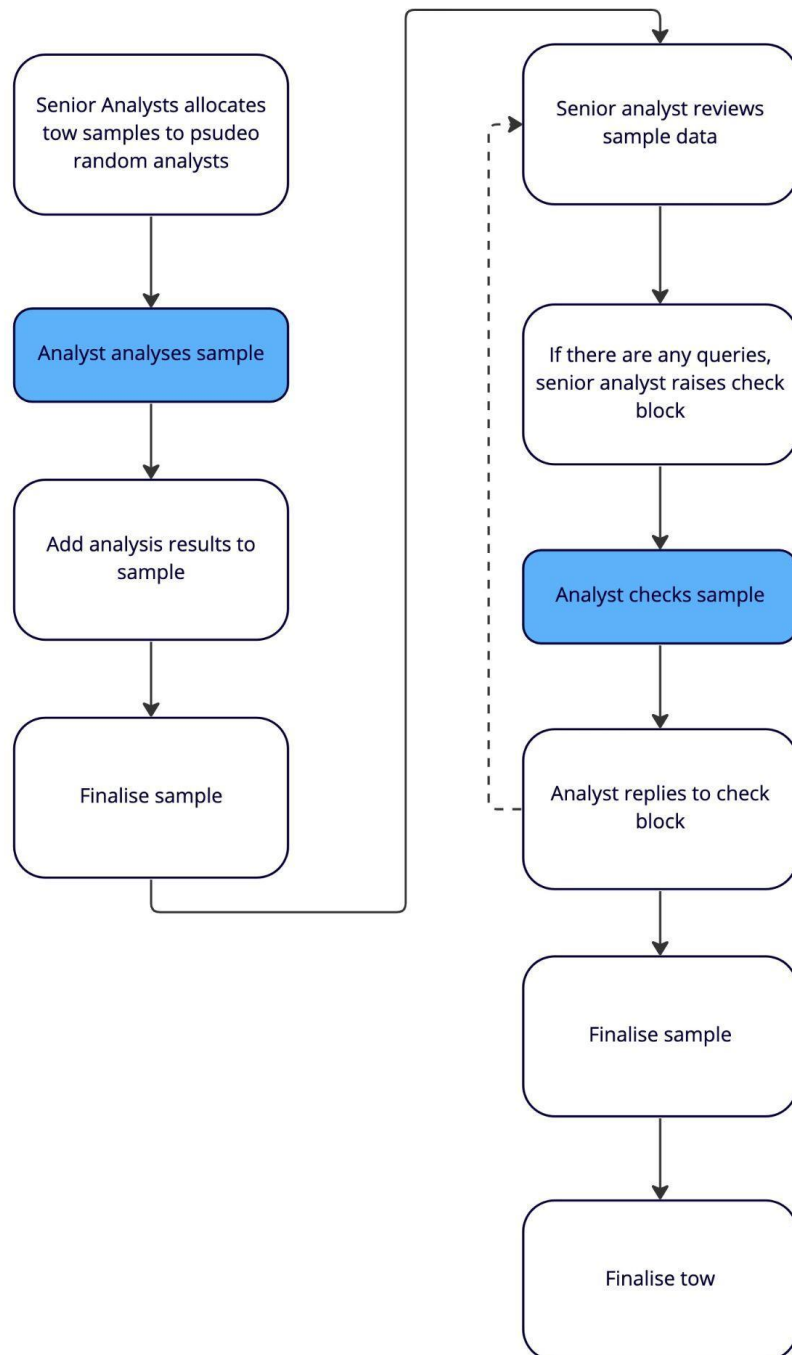 Senior Analysts allocates
tow samples to psudeo
random analysts
Analyst analyses sample
Add analysis results to
sample
Finalise sample
Senior analyst reviews
sample data
If there are any queries,
senior analyst raises check
block
Analyst checks sample
Analyst replies to check
block
Finalise sample
Finalise tow